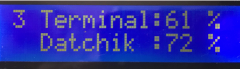 3 Terminal:61 %
Datchik :72 %